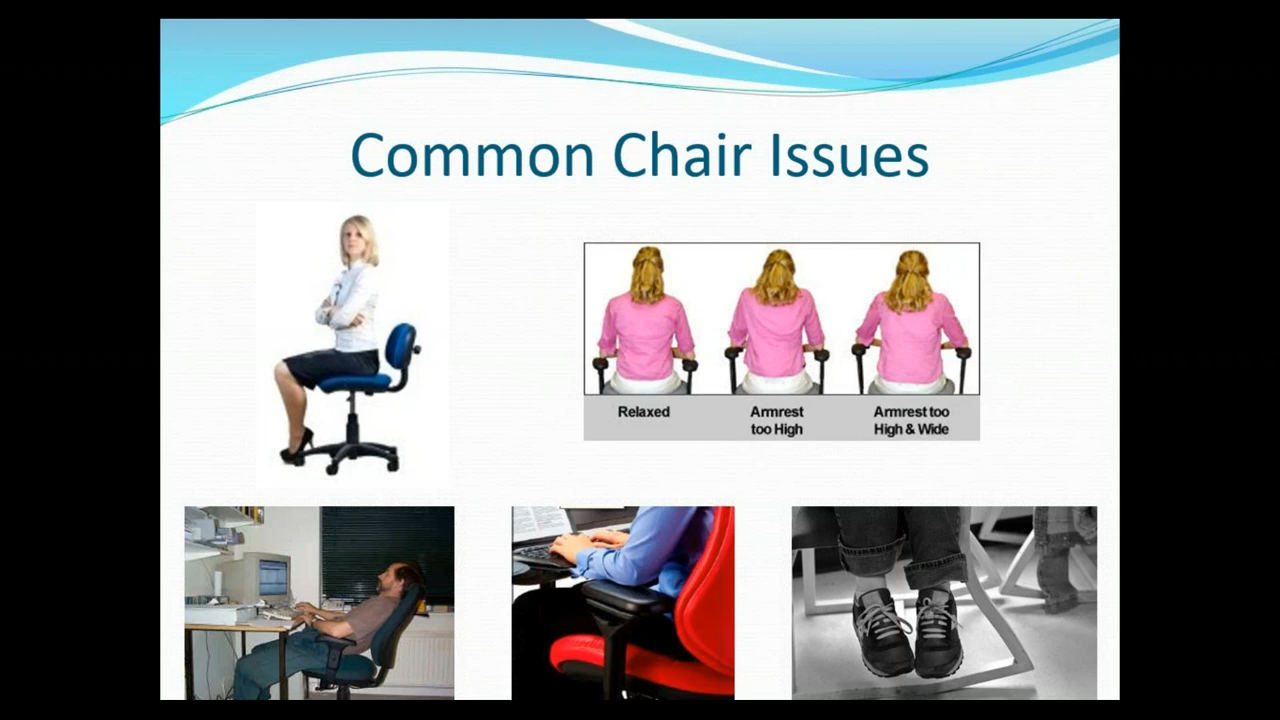 Common Chair Issues
Relaxed
Armrest
too High
Armrest too
High & Wide